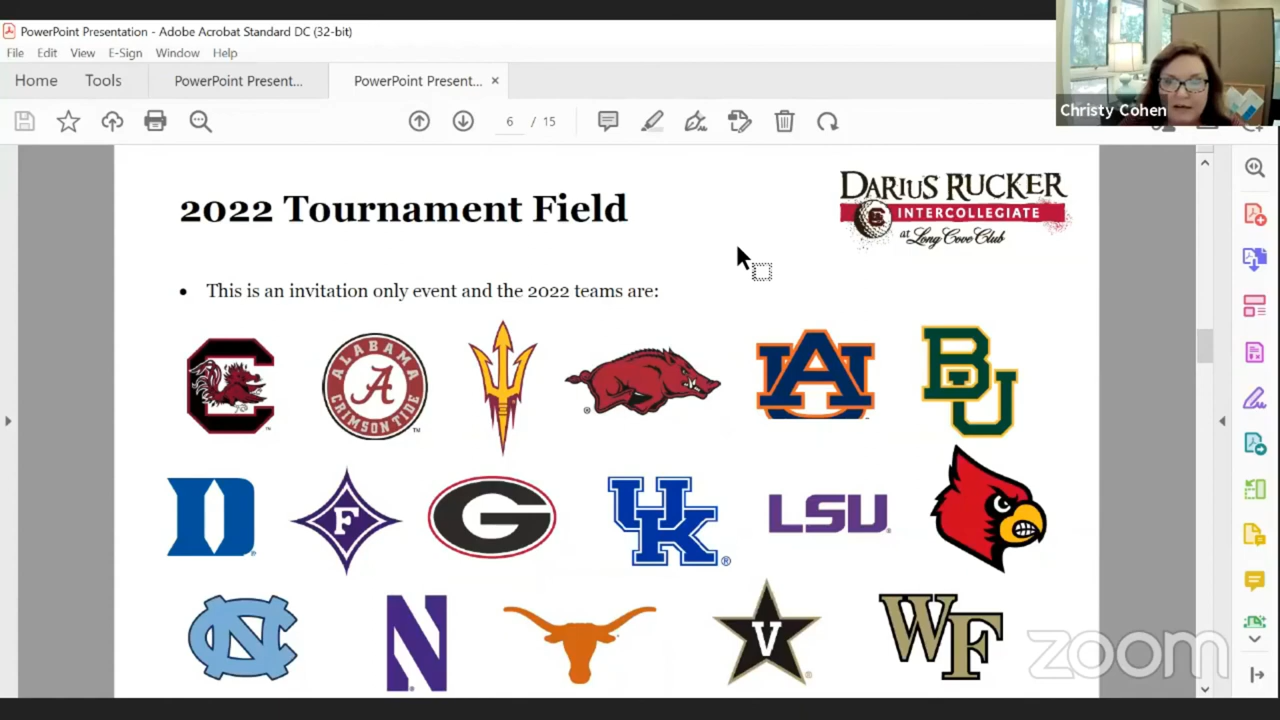 PowerPoint Presentation - Adobe Acrobat Standard DC (32-bit)
File Edit View E-Sign Window Help
Home Tools PowerPoint Present... PowerPoint Present... ×
6 / 15
Christy Cohen
2022 Tournament Field
DARIUS RUCKER
INTERCOLLEGIATE
at Long Cove Club
• This is an invitation only event and the 2022 teams are:
C ALABAMA A CRIMSON TIDE AU BU
D F G UK LSU
NC N V WF
zoom